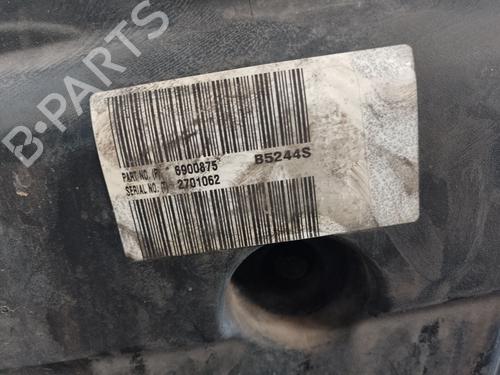 PART NO. (P) 6900875 B5244S
SERIAL NO. (S) 2701062
B-PARTS